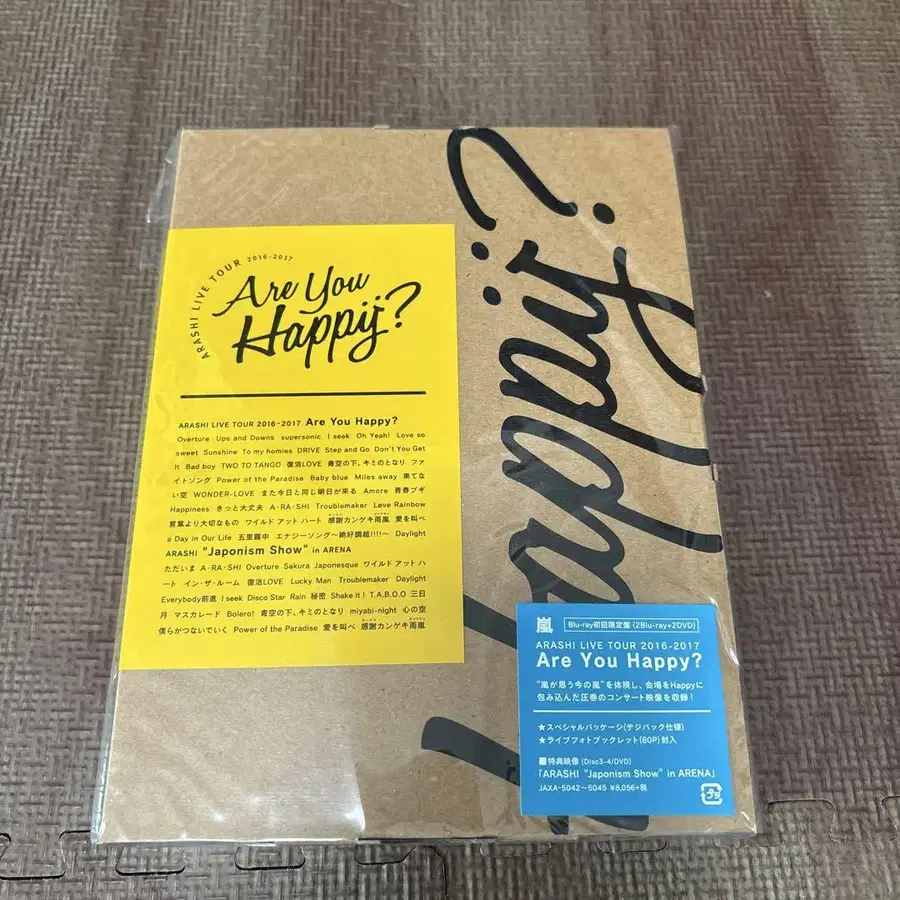 ARASHI LIVE TOUR 2016-2017
Are You
Happy?
ARASHI LIVE TOUR 2016-2017 Are You Happy?
Overture Ups and Downs supersonic I seek Oh Yeah! Love so
sweet Sunshine To my homies DRIVE Step and Go Don't You Get
It Bad boy TWO TO TANGO 復活LOVE 青空の下、キミのとなり ファ
イトソング Power of the Paradise Baby blue Miles away 果てな
い空 WONDER-LOVE また今日と同じ明日が来る Amore 青春ブギ
Happiness きっと大丈夫 A・RA・SHI Troublemaker Løve Rainbow
言葉より大切なもの ワイルド アット ハート 感謝カンゲキ雨嵐 愛を叫べ
a Day in Our Life 五里霧中 エナジーソング〜絶好調超!!!!〜 Daylight
ARASHI "Japonism Show" in ARENA
ただいま A・RA・SHI Overture Sakura Japonesque ワイルド アット ハ
ート イン・ザ・ルーム 復活LOVE Lucky Man Troublemaker Daylight
Everybody前進 I seek Disco Star Rain 秘密 Shake it! T.A.B.O.O 三日
月 マスカレード Bolero! 青空の下、キミのとなり miyabi-night 心の空
僕らがつないでいく Power of the Paradise 愛を叫べ 感謝カンゲキ雨嵐
Happy?
嵐 Blu-ray初回限定盤 (2Blu-ray+2DVD)
ARASHI LIVE TOUR 2016-2017
Are You Happy?
"嵐が思う今の嵐"を体現し、会場をHappyに
包み込んだ圧巻のコンサート映像を収録!
★スペシャルパッケージ(デジパック仕様)
★ライブフォトブックレット(60P)封入
■特典映像 (Disc3-4/DVD)
「ARASHI "Japonism Show" in ARENA」
JAXA-5042〜5045 ¥8,056+税
プラ